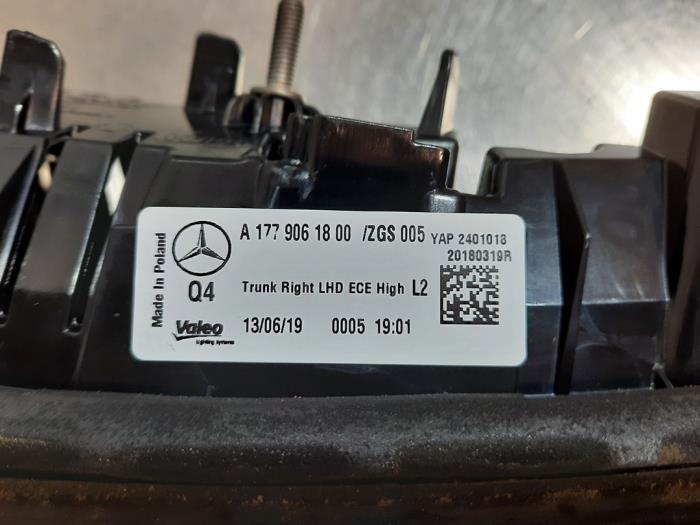 Made In Poland
A 177 906 18 00 /ZGS 005 YAP 2401013
20180319R
Q4 Trunk Right LHD ECE High L2
Valeo
Lighting Systems
13/06/19 0005 19:01